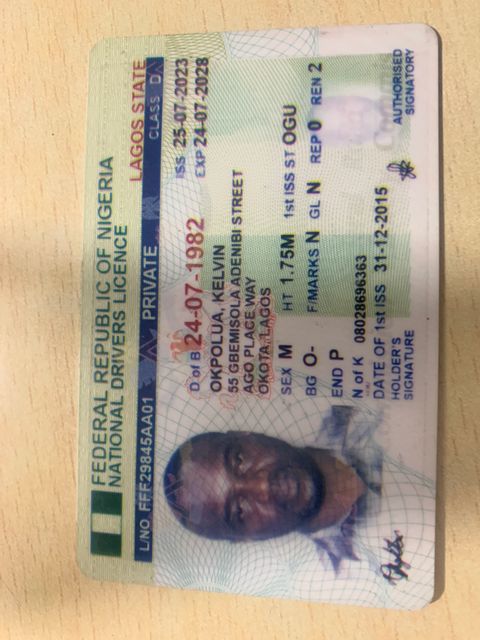 FEDERAL REPUBLIC OF NIGERIA
NATIONAL DRIVERS LICENCE
LAGOS STATE
L/NO FFF29845AA01 PRIVATE CLASS D
D of B 24-07-1982 ISS 25-07-2023
EXP 24-07-2028
OKPOLUA, KELVIN
55 GBEMISOLA ADENIBI STREET
AGO PLACE WAY
OKOTA, LAGOS
SEX M HT 1.75M 1st ISS ST OGU
BG O- F/MARKS N GL N REP 0 REN 2
END P
N of K 08028696363
DATE OF 1st ISS 31-12-2015
HOLDER'S
SIGNATURE
AUTHORISED
SIGNATORY